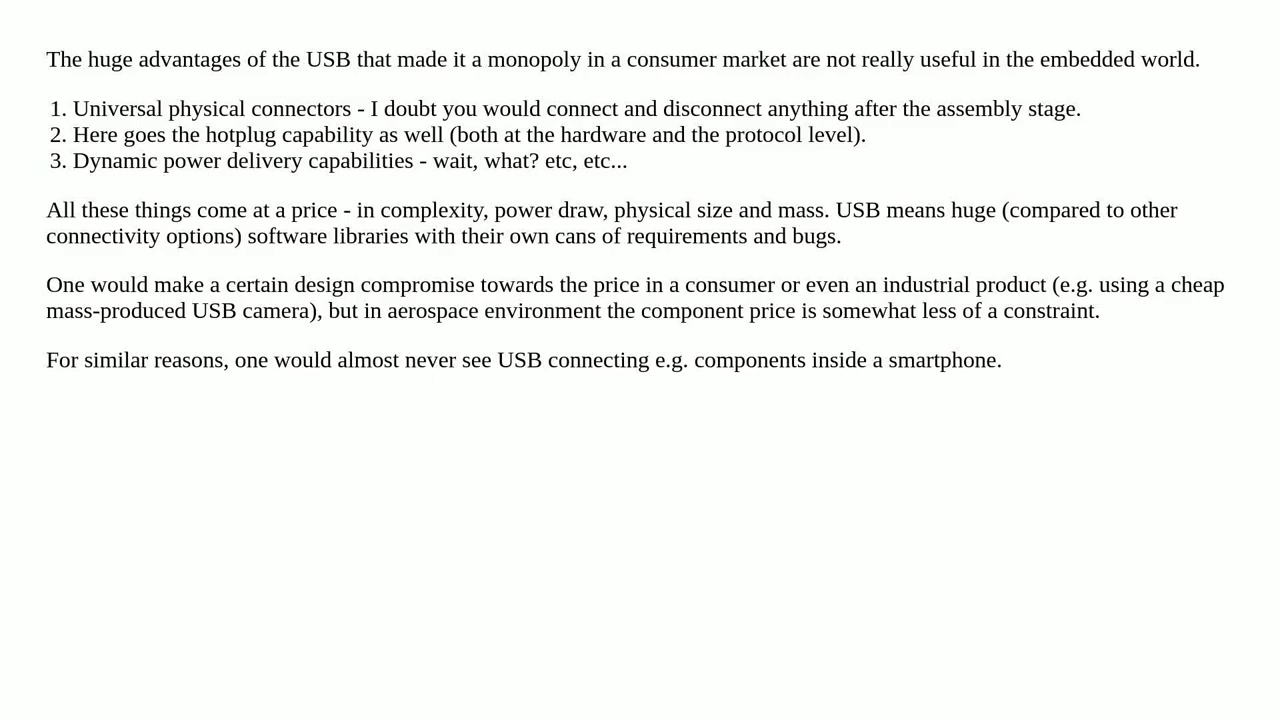 The huge advantages of the USB that made it a monopoly in a consumer market are not really useful in the embedded world.
1. Universal physical connectors - I doubt you would connect and disconnect anything after the assembly stage.
2. Here goes the hotplug capability as well (both at the hardware and the protocol level).
3. Dynamic power delivery capabilities - wait, what? etc, etc...
All these things come at a price - in complexity, power draw, physical size and mass. USB means huge (compared to other
connectivity options) software libraries with their own cans of requirements and bugs.
One would make a certain design compromise towards the price in a consumer or even an industrial product (e.g. using a cheap
mass-produced USB camera), but in aerospace environment the component price is somewhat less of a constraint.
For similar reasons, one would almost never see USB connecting e.g. components inside a smartphone.